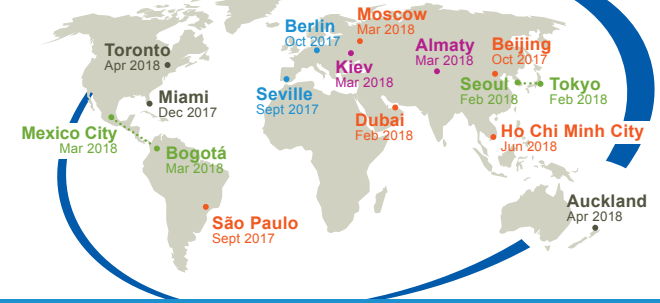 Moscow
Mar 2018
Berlin
Oct 2017
Toronto
Apr 2018
Almaty
Mar 2018
Beijing
Oct 2017
Kiev
Mar 2018
Seoul
Feb 2018
Tokyo
Feb 2018
Miami
Dec 2017
Seville
Sept 2017
Dubai
Feb 2018
Mexico City
Mar 2018
Ho Chi Minh City
Jun 2018
Bogotá
Mar 2018
Auckland
Apr 2018
São Paulo
Sept 2017